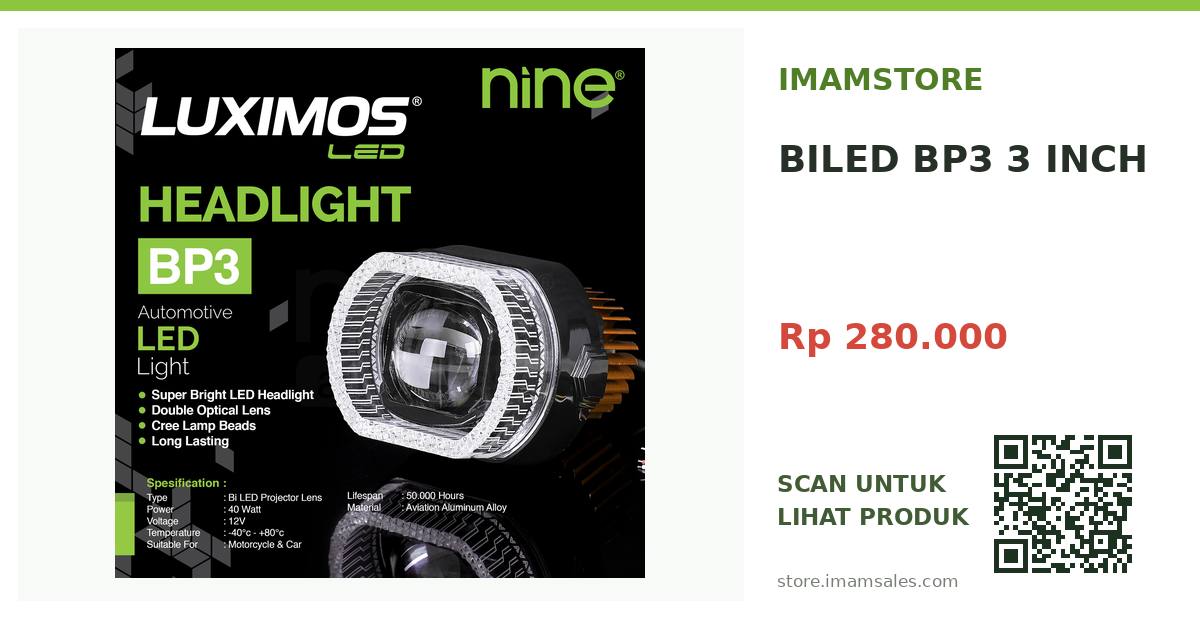 nine®
LUXIMOS®
LED
HEADLIGHT
BP3
Automotive
LED
Light
Super Bright LED Headlight
Double Optical Lens
Cree Lamp Beads
Long Lasting
Spesification :
Type : Bi LED Projector Lens
Power : 40 Watt
Voltage : 12V
Temperature : -40°c - +80°c
Suitable For : Motorcycle & Car
Lifespan : 50.000 Hours
Material : Aviation Aluminum Alloy
IMAMSTORE
BILED BP3 3 INCH
Rp 280.000
SCAN UNTUK
LIHAT PRODUK
store.imamsales.com